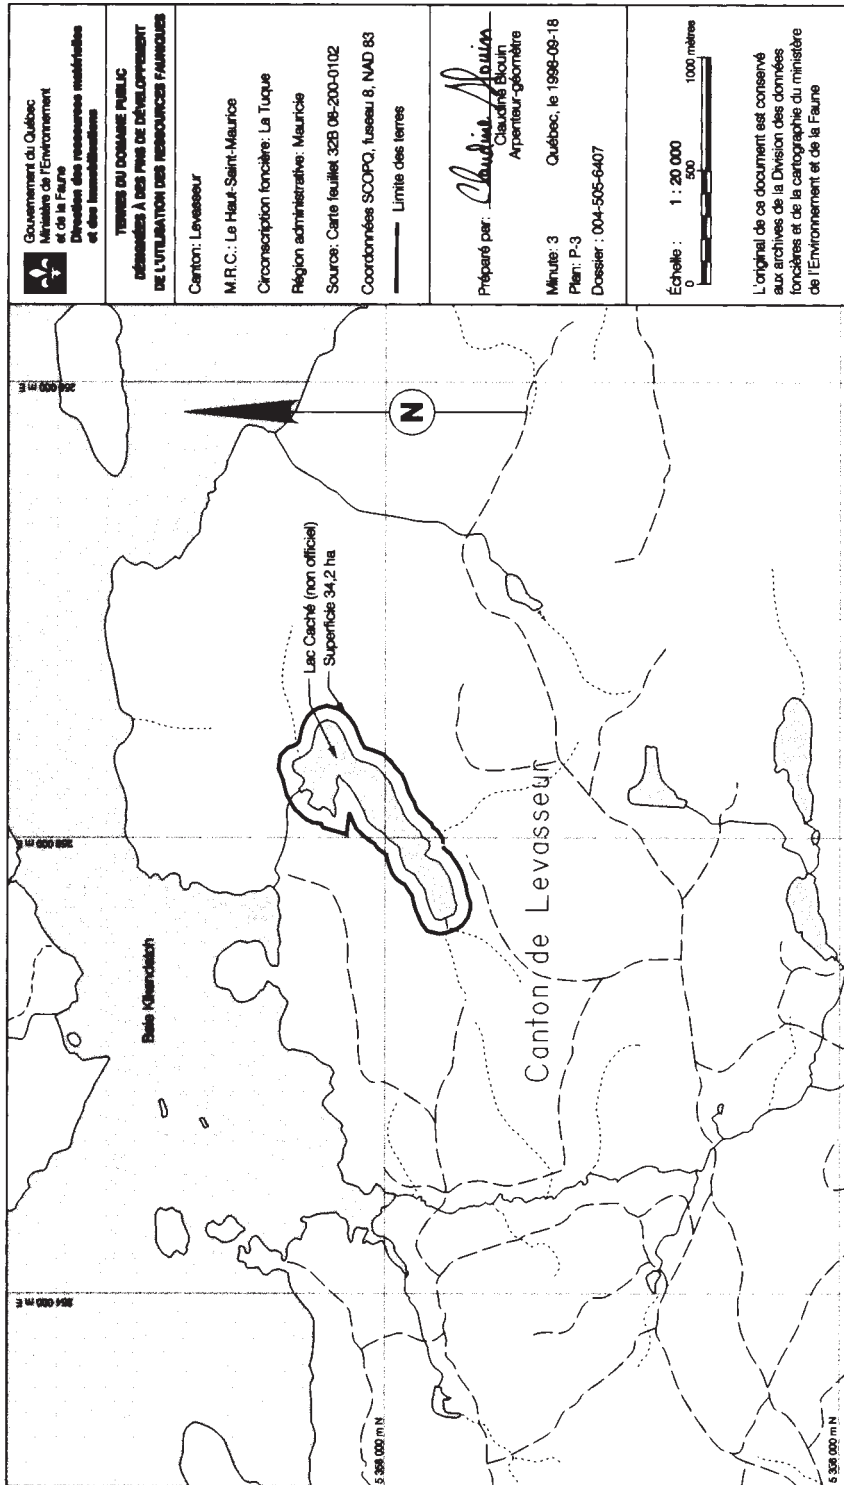 Gouvernement du Québec
Ministère de l'Environnement
et de la Faune
Direction des ressources matérielles
et des immobilisations
TERRES DU DOMAINE PUBLIC
DÉSIGNÉES À DES FINS DE DÉVELOPPEMENT
DE L'UTILISATION DES RESSOURCES FAUNIQUES
Canton: Levasseur
M.R.C.: Le Haut-Saint-Maurice
Circonscription foncière: La Tuque
Région administrative: Mauricie
Source: Carte feuillet 32B 08-200-0102
Coordonnées SCOPQ, fuseau 8, NAD 83
Limite des terres
Préparé par:
Claudine Blouin
Claudine Blouin
Arpenteur-géomètre
Minute: 3
Québec, le 1998-09-18
Plan: P-3
Dossier : 004-505-6407
Échelle : 1 : 20 000
0 500 1000 mètres
L'original de ce document est conservé
aux archives de la Division des données
foncières et de la cartographie du ministère
de l'Environnement et de la Faune
Lac Caché (non officiel)
Superficie 34,2 ha
N
Baie Kikendatch
Canton de Levasseur